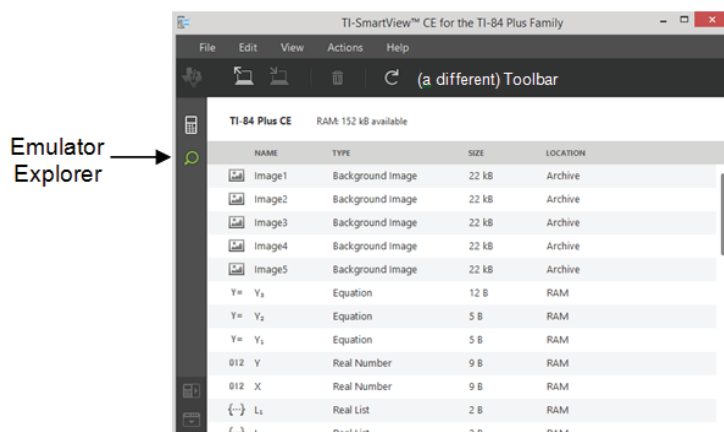 TI-SmartView™ CE for the TI-84 Plus Family
File Edit View Actions Help
(a different) Toolbar
TI-84 Plus CE RAM: 152 kB available
Emulator
Explorer
NAME TYPE SIZE LOCATION
Image1 Background Image 22 kB Archive
Image2 Background Image 22 kB Archive
Image3 Background Image 22 kB Archive
Image4 Background Image 22 kB Archive
Image5 Background Image 22 kB Archive
Y= Y₃ Equation 12 B RAM
Y= Y₂ Equation 5 B RAM
Y= Y₁ Equation 5 B RAM
012 Y Real Number 9 B RAM
012 X Real Number 9 B RAM
{...} L₁ Real List 2 B RAM
{...} Real List 2 B RAM